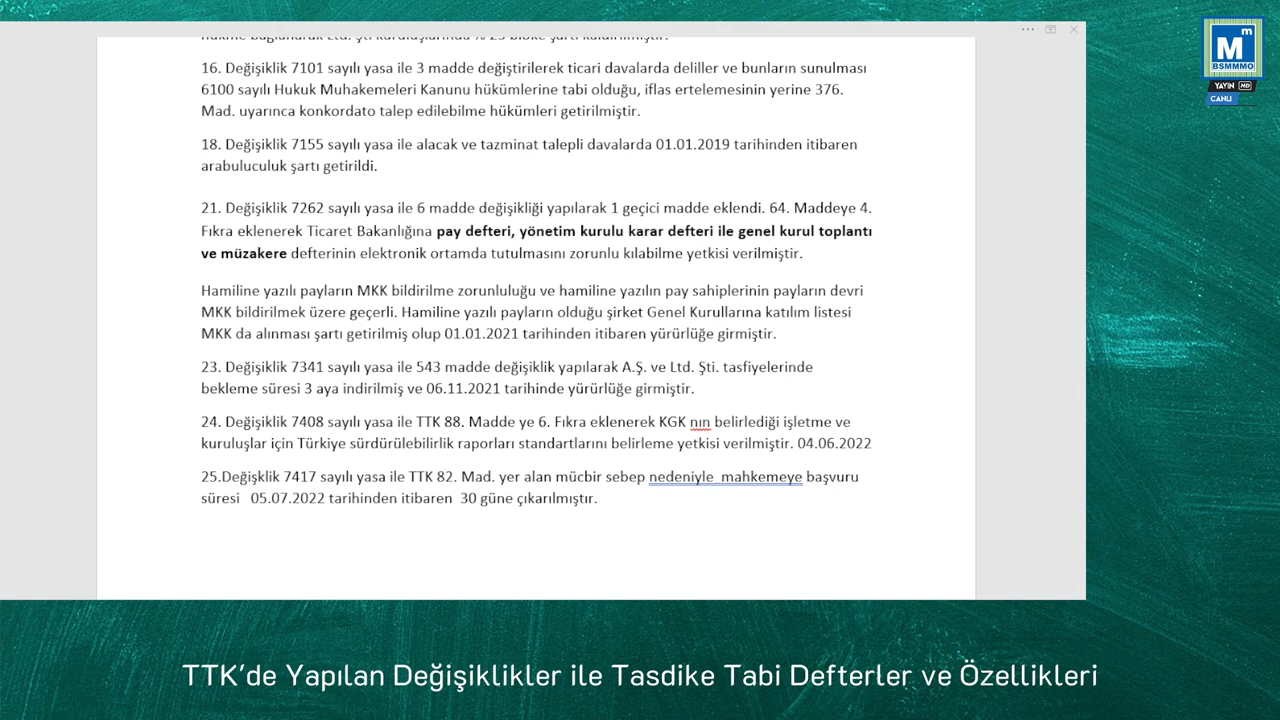 16. Değişiklik 7101 sayılı yasa ile 3 madde değiştirilerek ticari davalarda deliller ve bunların sunulması
6100 sayılı Hukuk Muhakemeleri Kanunu hükümlerine tabi olduğu, iflas ertelemesinin yerine 376.
Mad. uyarınca konkordato talep edilebilme hükümleri getirilmiştir.
18. Değişiklik 7155 sayılı yasa ile alacak ve tazminat talepli davalarda 01.01.2019 tarihinden itibaren
arabuluculuk şartı getirildi.
21. Değişiklik 7262 sayılı yasa ile 6 madde değişikliği yapılarak 1 geçici madde eklendi. 64. Maddeye 4.
Fıkra eklenerek Ticaret Bakanlığına pay defteri, yönetim kurulu karar defteri ile genel kurul toplantı
ve müzakere defterinin elektronik ortamda tutulmasını zorunlu kılabilme yetkisi verilmiştir.
Hamiline yazılı payların MKK bildirilme zorunluluğu ve hamiline yazılın pay sahiplerinin payların devri
MKK bildirilmek üzere geçerli. Hamiline yazılı payların olduğu şirket Genel Kurullarına katılım listesi
MKK da alınması şartı getirilmiş olup 01.01.2021 tarihinden itibaren yürürlüğe girmiştir.
23. Değişiklik 7341 sayılı yasa ile 543 madde değişiklik yapılarak A.Ş. ve Ltd. Şti. tasfiyelerinde
bekleme süresi 3 aya indirilmiş ve 06.11.2021 tarihinde yürürlüğe girmiştir.
24. Değişiklik 7408 sayılı yasa ile TTK 88. Madde ye 6. Fıkra eklenerek KGK nın belirlediği işletme ve
kuruluşlar için Türkiye sürdürülebilirlik raporları standartlarını belirleme yetkisi verilmiştir. 04.06.2022
25.Değişklik 7417 sayılı yasa ile TTK 82. Mad. yer alan mücbir sebep nedeniyle mahkemeye başvuru
süresi 05.07.2022 tarihinden itibaren 30 güne çıkarılmıştır.
M m
BSMMMO
YAYIN HD
CANLI
TTK'de Yapılan Değişiklikler ile Tasdike Tabi Defterler ve Özellikleri